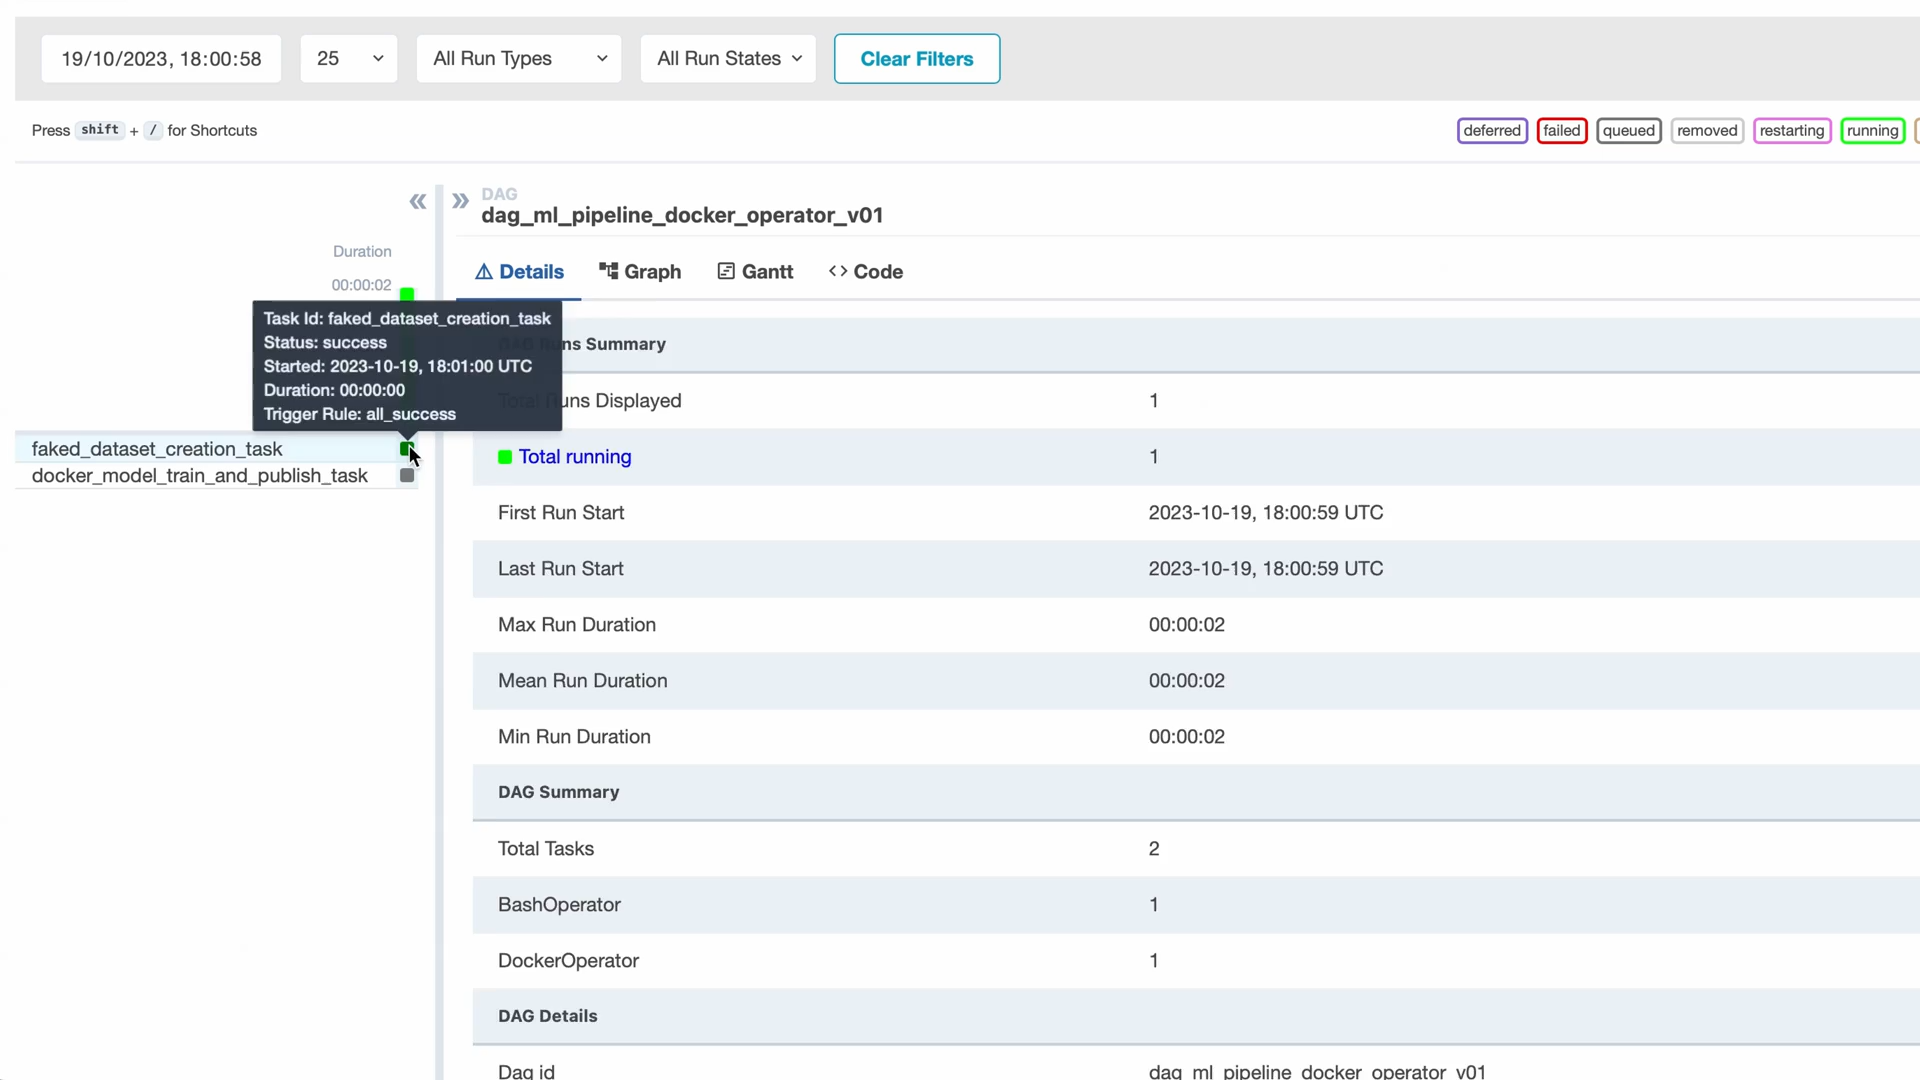 19/10/2023, 18:00:58 25 All Run Types All Run States Clear Filters
Press shift + / for Shortcuts
deferred failed queued removed restarting running
DAG
dag_ml_pipeline_docker_operator_v01
Duration
00:00:02
Details Graph Gantt Code
Task Id: faked_dataset_creation_task
Status: success
Started: 2023-10-19, 18:01:00 UTC
Duration: 00:00:00
Trigger Rule: all_success
faked_dataset_creation_task
docker_model_train_and_publish_task
DAG Runs Summary
Total Runs Displayed 1
Total running 1
First Run Start 2023-10-19, 18:00:59 UTC
Last Run Start 2023-10-19, 18:00:59 UTC
Max Run Duration 00:00:02
Mean Run Duration 00:00:02
Min Run Duration 00:00:02
DAG Summary
Total Tasks 2
BashOperator 1
DockerOperator 1
DAG Details
Dag id dag_ml_pipeline_docker_operator_v01